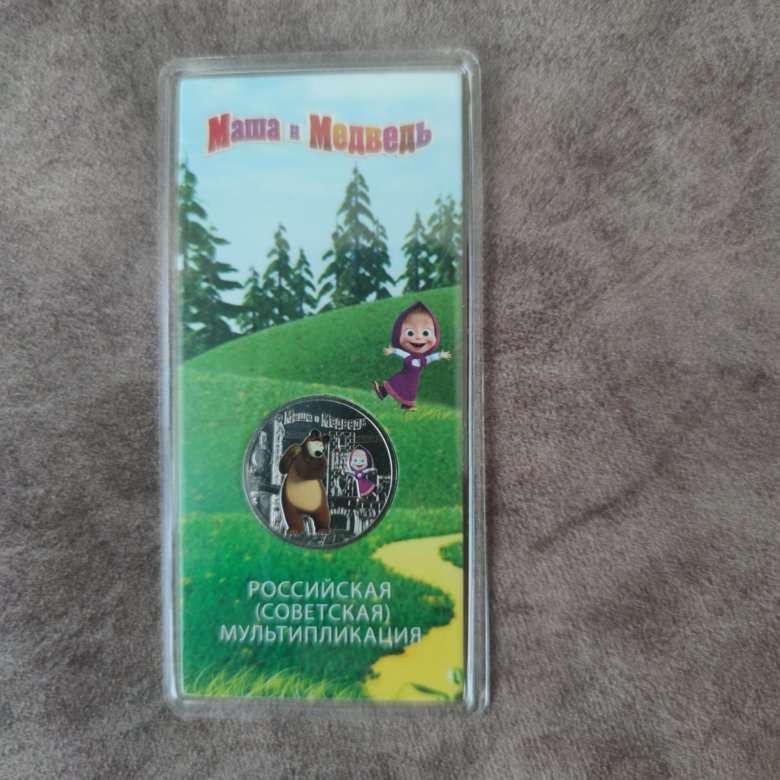 Маша и Медведь
Маша и Медведь
РОССИЙСКАЯ
(СОВЕТСКАЯ)
МУЛЬТИПЛИКАЦИЯ